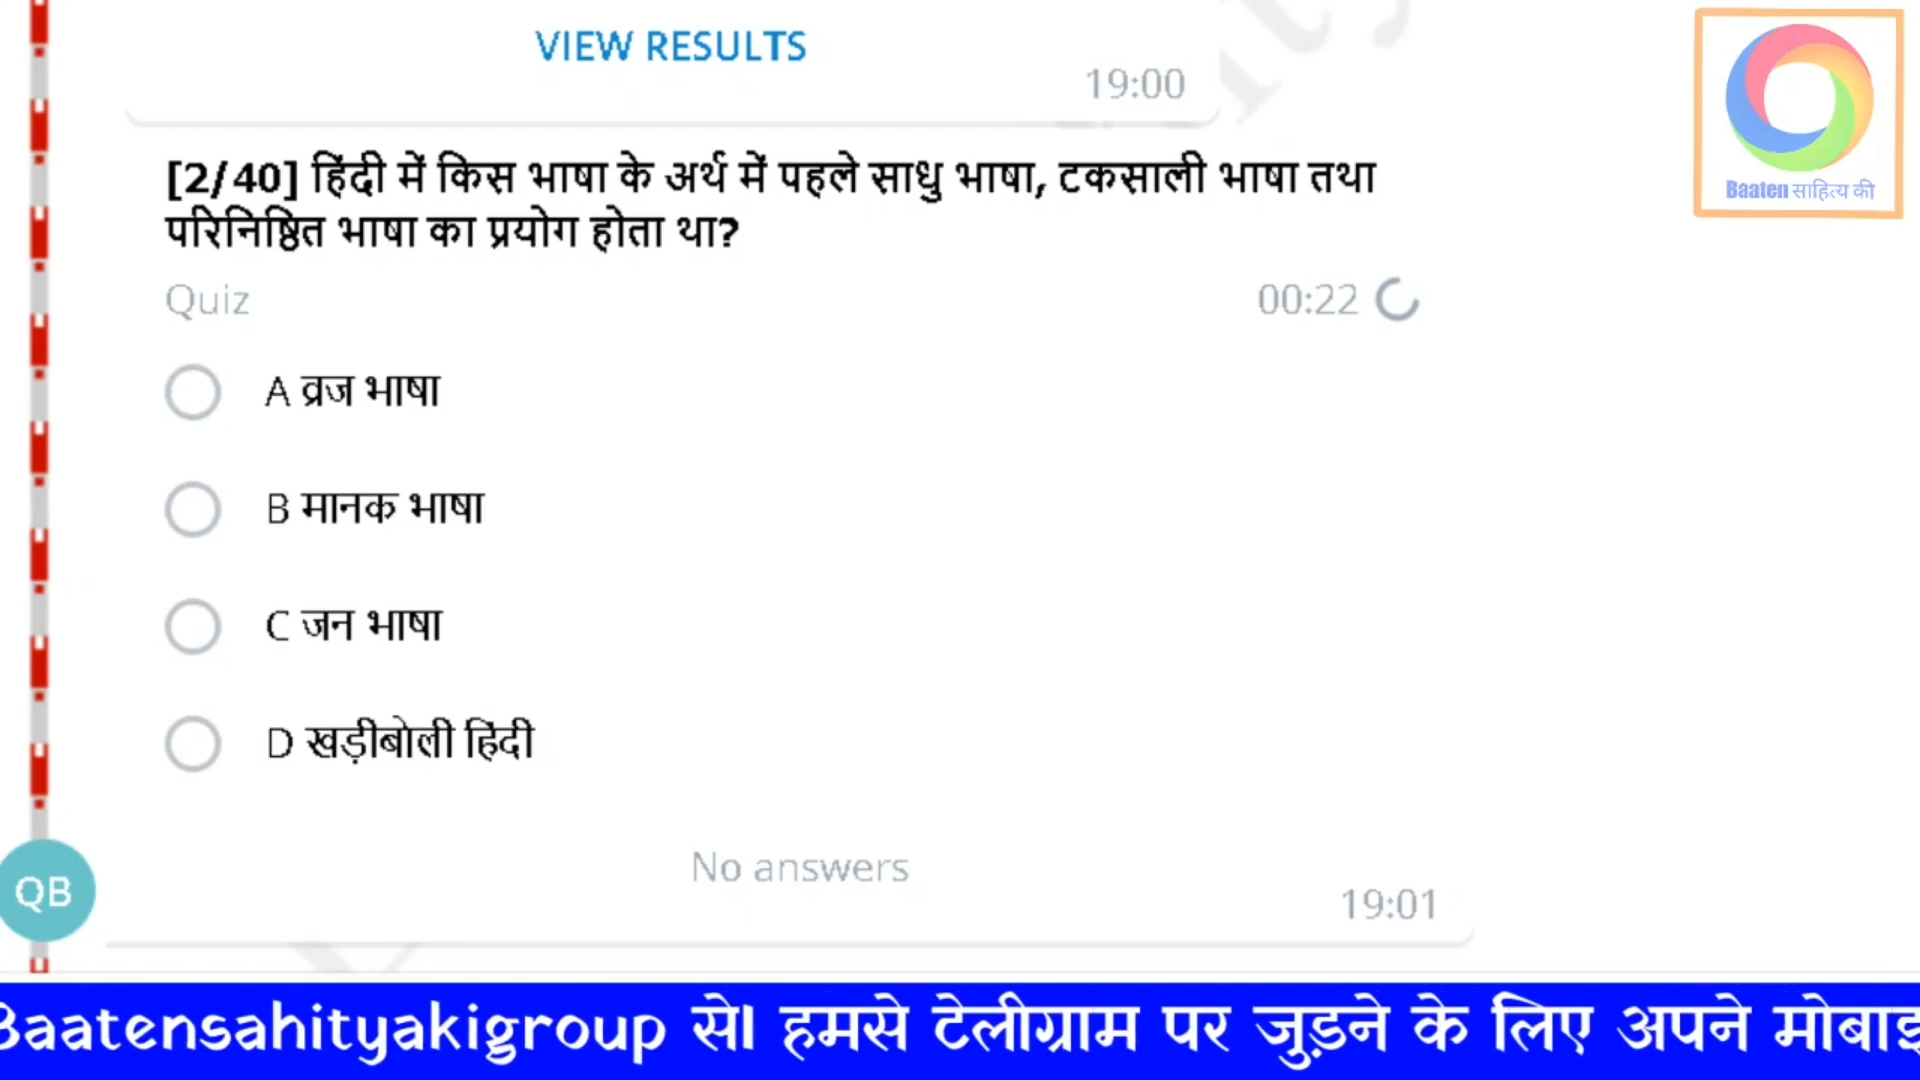 VIEW RESULTS
19:00
Baaten साहित्य की
[2/40] हिंदी में किस भाषा के अर्थ में पहले साधु भाषा, टकसाली भाषा तथा
परिनिष्ठित भाषा का प्रयोग होता था?
Quiz
00:22
A व्रज भाषा
B मानक भाषा
C जन भाषा
D खड़ीबोली हिंदी
No answers
QB
19:01
Baatensahityakigroup से। हमसे टेलीग्राम पर जुड़ने के लिए अपने